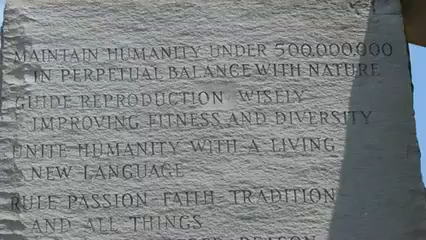 MAINTAIN HUMANITY UNDER 500,000,000
IN PERPETUAL BALANCE WITH NATURE
GUIDE REPRODUCTION WISELY
IMPROVING FITNESS AND DIVERSITY
UNITE HUMANITY WITH A LIVING
NEW LANGUAGE
RULE PASSION - FAITH - TRADITION
AND ALL THINGS
REASON